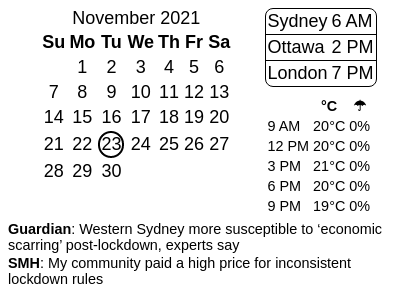 November 2021
Su Mo Tu We Th Fr Sa
1 2 3 4 5 6
7 8 9 10 11 12 13
14 15 16 17 18 19 20
21 22 23 24 25 26 27
28 29 30
Sydney 6 AM
Ottawa 2 PM
London 7 PM
°C ☂
9 AM 20°C 0%
12 PM 20°C 0%
3 PM 21°C 0%
6 PM 20°C 0%
9 PM 19°C 0%
Guardian: Western Sydney more susceptible to ‘economic
scarring’ post-lockdown, experts say
SMH: My community paid a high price for inconsistent
lockdown rules